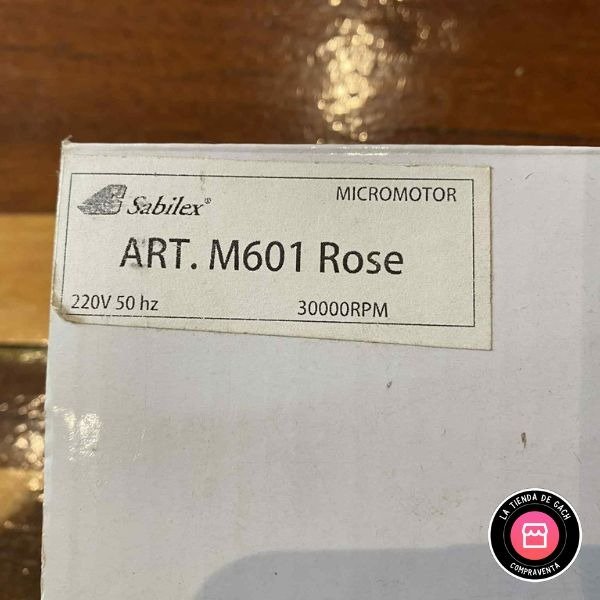 Sabilex®
MICROMOTOR
ART. M601 Rose
220V 50 hz
30000RPM
LA TIENDA DE GACH
COMPRAVENTA